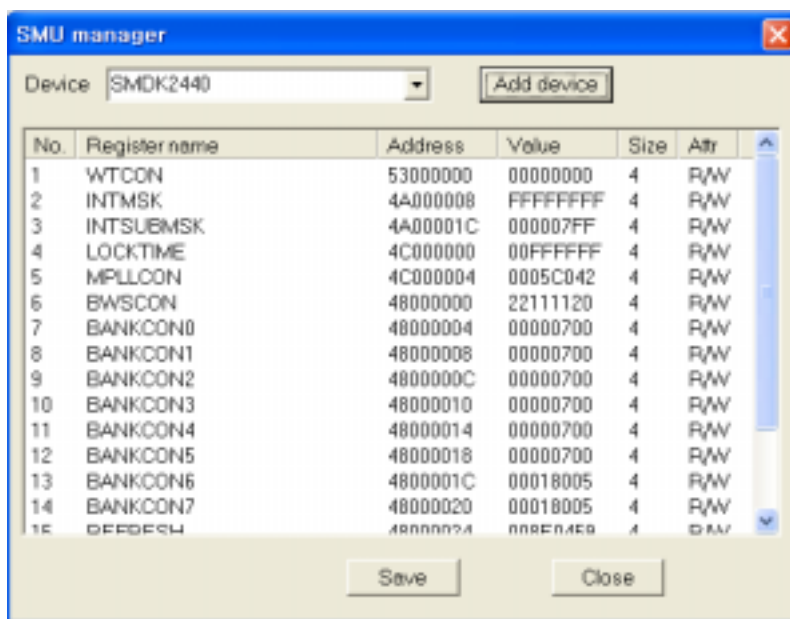 SMU manager
Device SMDK2440 Add device
No. Register name Address Value Size Attr
1 WTCON 53000000 00000000 4 R/W
2 INTMSK 4A000008 FFFFFFFF 4 R/W
3 INTSUBMSK 4A00001C 000007FF 4 R/W
4 LOCKTIME 4C000000 00FFFFFF 4 R/W
5 MPLLCON 4C000004 0005C042 4 R/W
6 BWSCON 48000000 22111120 4 R/W
7 BANKCON0 48000004 00000700 4 R/W
8 BANKCON1 48000008 00000700 4 R/W
9 BANKCON2 4800000C 00000700 4 R/W
10 BANKCON3 48000010 00000700 4 R/W
11 BANKCON4 48000014 00000700 4 R/W
12 BANKCON5 48000018 00000700 4 R/W
13 BANKCON6 4800001C 00018005 4 R/W
14 BANKCON7 48000020 00018005 4 R/W
15 REFRESH 48000024 4 R/W
Save Close